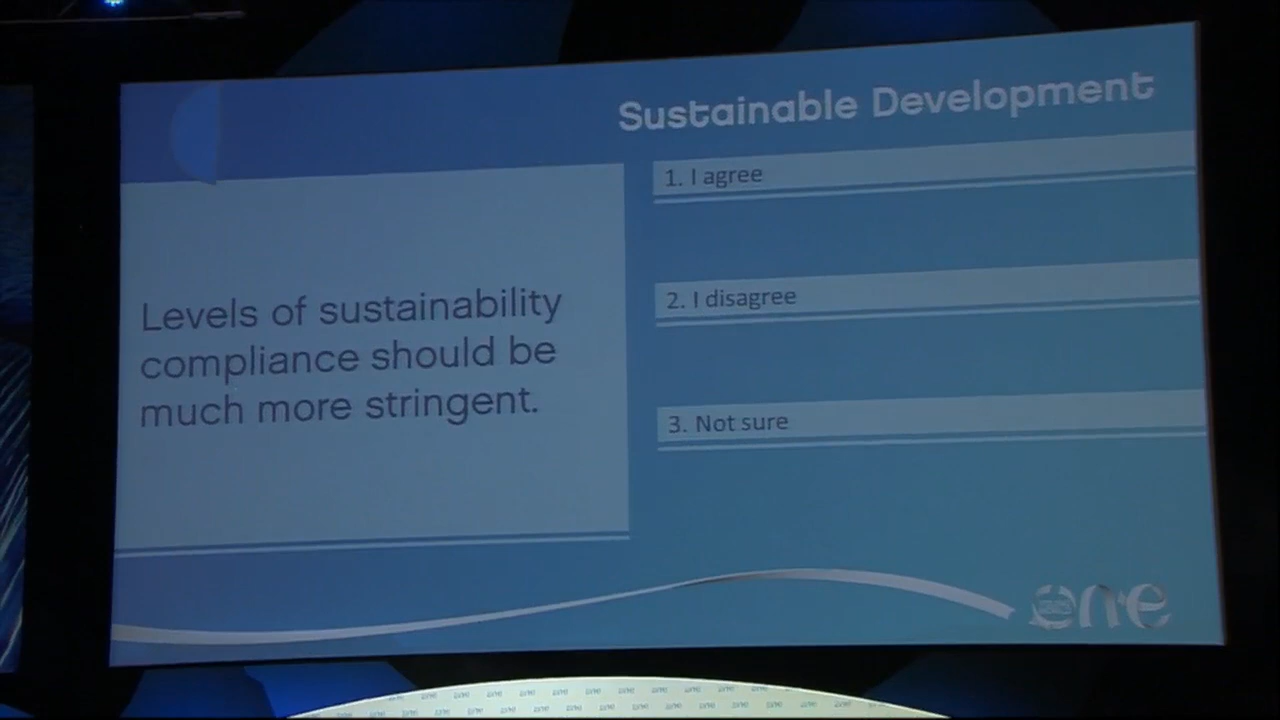 Sustainable Development
Levels of sustainability
compliance should be
much more stringent.
1. I agree
2. I disagree
3. Not sure
one